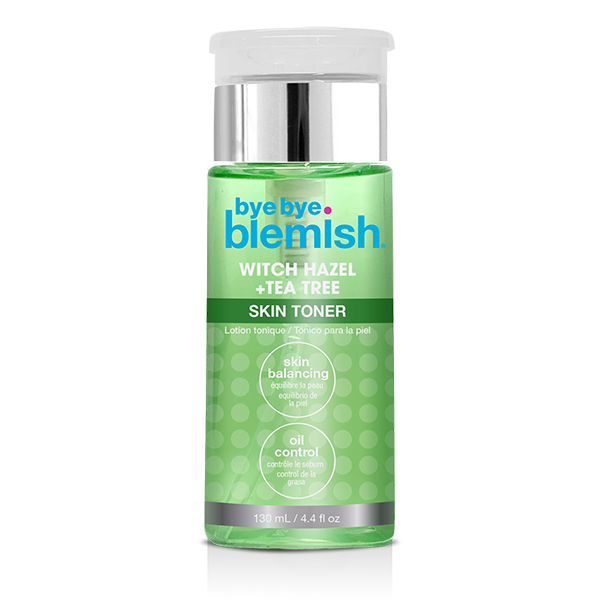 bye bye
blemish®
WITCH HAZEL
+TEA TREE
SKIN TONER
Lotion tonique / Tónico para la piel
skin
balancing
équilibre la peau
equilibrio de
la piel
oil
control
contrôle le sébum
control de la
grasa
130 mL / 4.4 fl oz